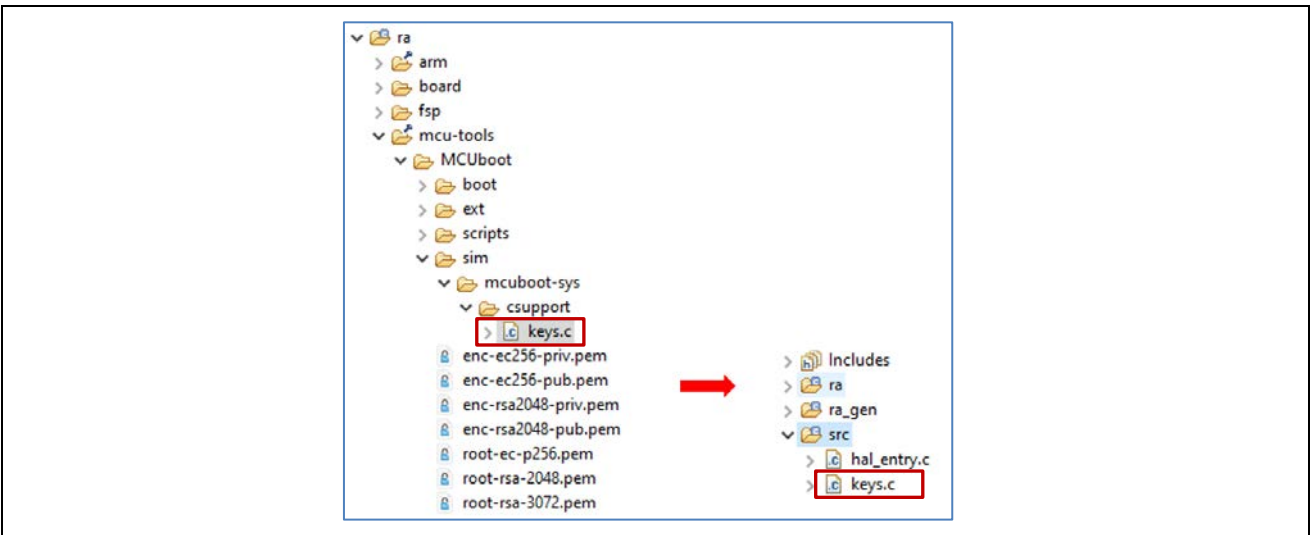 ra
arm
board
fsp
mcu-tools
MCUboot
boot
ext
scripts
sim
mcuboot-sys
csupport
keys.c
enc-ec256-priv.pem
enc-ec256-pub.pem
enc-rsa2048-priv.pem
enc-rsa2048-pub.pem
root-ec-p256.pem
root-rsa-2048.pem
root-rsa-3072.pem
Includes
ra
ra_gen
src
hal_entry.c
keys.c